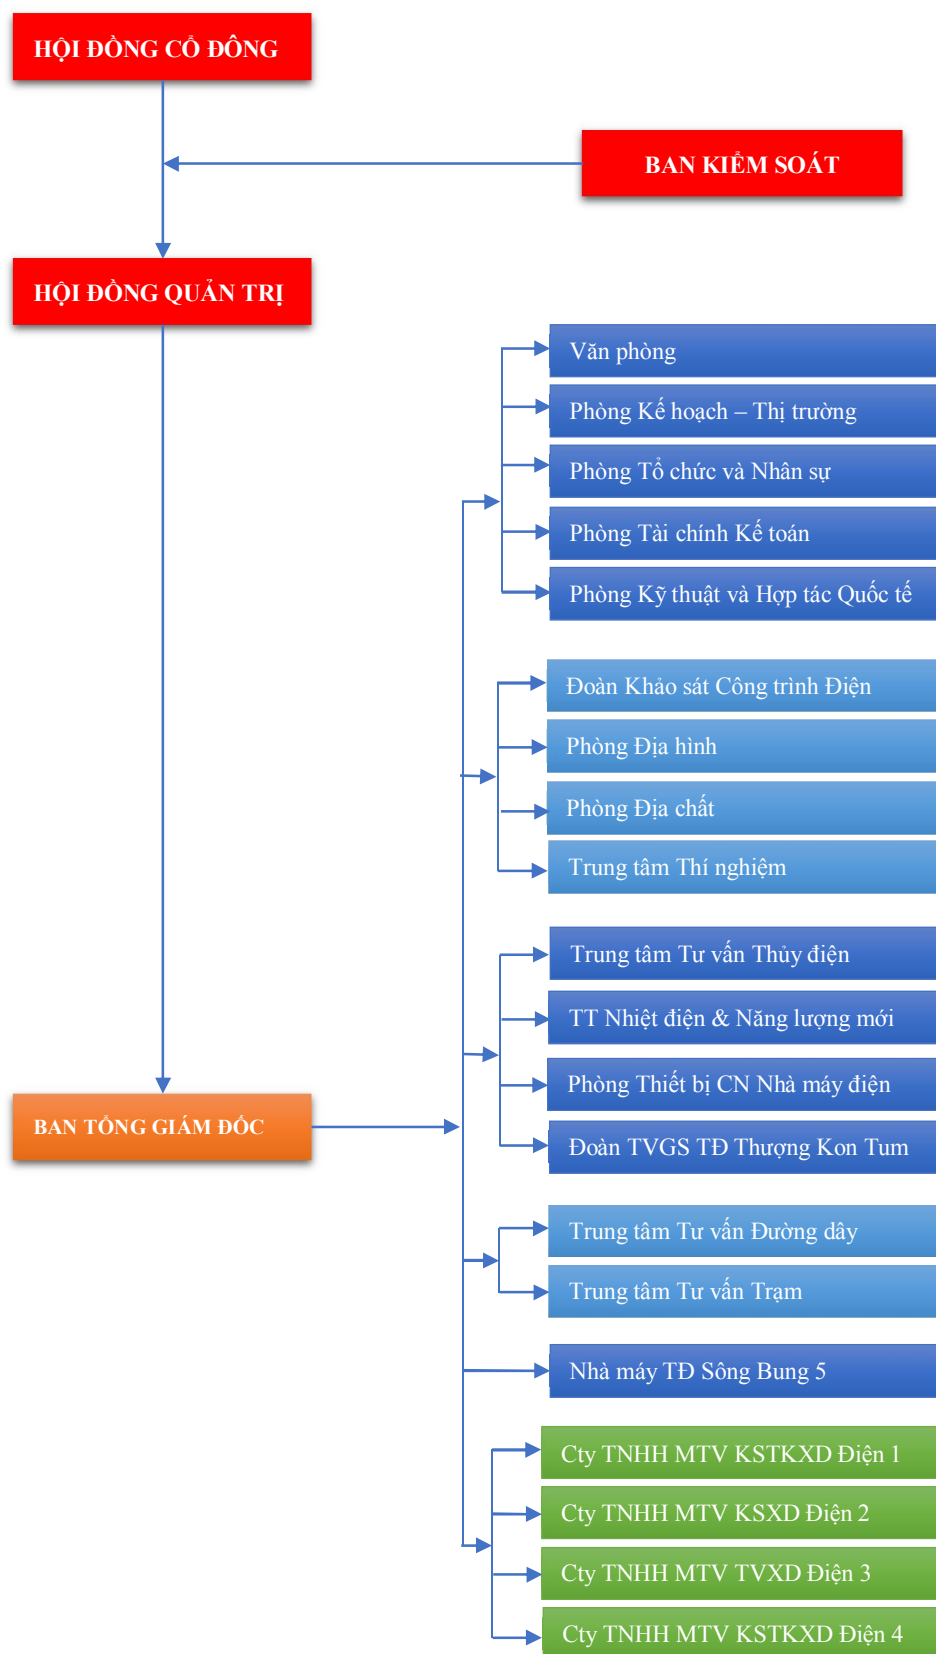 HỘI ĐỒNG CỔ ĐÔNG
BAN KIỂM SOÁT
HỘI ĐỒNG QUẢN TRỊ
Văn phòng
Phòng Kế hoạch – Thị trường
Phòng Tổ chức và Nhân sự
Phòng Tài chính Kế toán
Phòng Kỹ thuật và Hợp tác Quốc tế
Đoàn Khảo sát Công trình Điện
Phòng Địa hình
Phòng Địa chất
Trung tâm Thí nghiệm
Trung tâm Tư vấn Thủy điện
TT Nhiệt điện & Năng lượng mới
Phòng Thiết bị CN Nhà máy điện
BAN TỔNG GIÁM ĐỐC
Đoàn TVGS TĐ Thượng Kon Tum
Trung tâm Tư vấn Đường dây
Trung tâm Tư vấn Trạm
Nhà máy TĐ Sông Bung 5
Cty TNHH MTV KSTKXD Điện 1
Cty TNHH MTV KSXD Điện 2
Cty TNHH MTV TVXD Điện 3
Cty TNHH MTV KSTKXD Điện 4